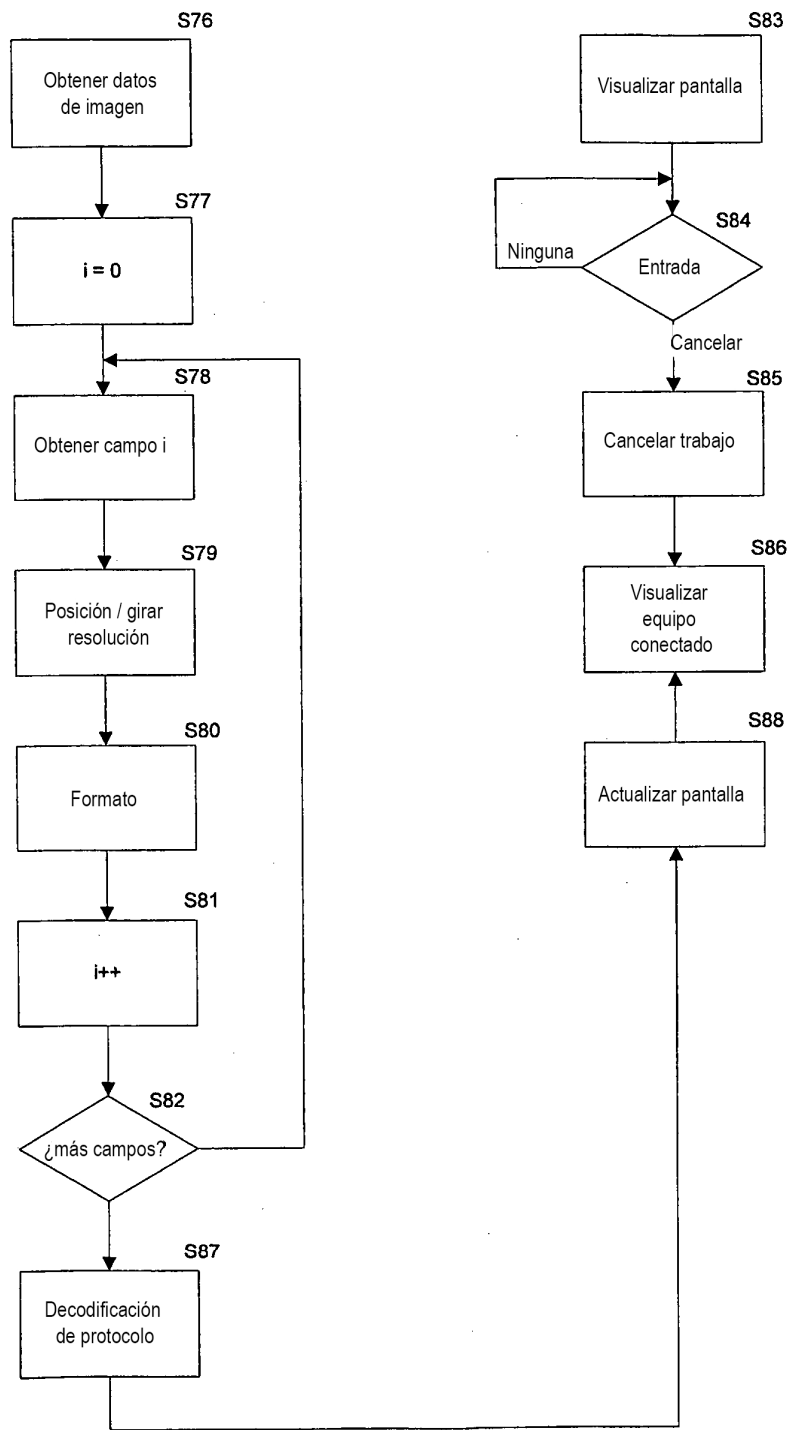 S76
Obtener datos
de imagen
S77
i = 0
S78
Obtener campo i
S79
Posición / girar
resolución
S80
Formato
S81
i++
S82
¿más campos?
S87
Decodificación
de protocolo
S83
Visualizar pantalla
S84
Ninguna
Entrada
Cancelar
S85
Cancelar trabajo
S86
Visualizar
equipo
conectado
S88
Actualizar pantalla